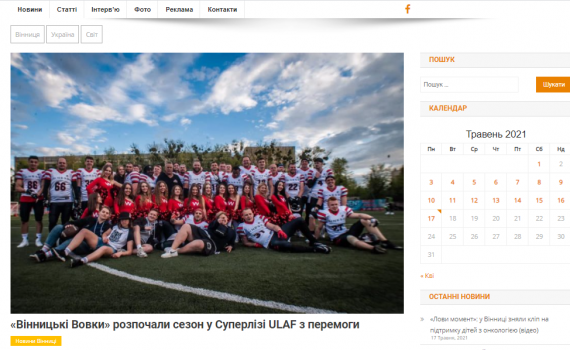 Новини Статті Інтерв'ю Фото Реклама Контакти
Вінниця Україна Світ
ПОШУК
Пошук ... Шукати
КАЛЕНДАР
Травень 2021
Пн Вт Ср Чт Пт Сб Нд
1 2
3 4 5 6 7 8 9
10 11 12 13 14 15 16
17 18 19 20 21 22 23
24 25 26 27 28 29 30
31
« Кві
«Вінницькі Вовки» розпочали сезон у Суперлізі ULAF з перемоги
Новини Вінниці
ОСТАННІ НОВИНИ
«Лови момент»: у Вінниці зняли кліп на
підтримку дітей з онкологією (відео)
17 Травень, 2021